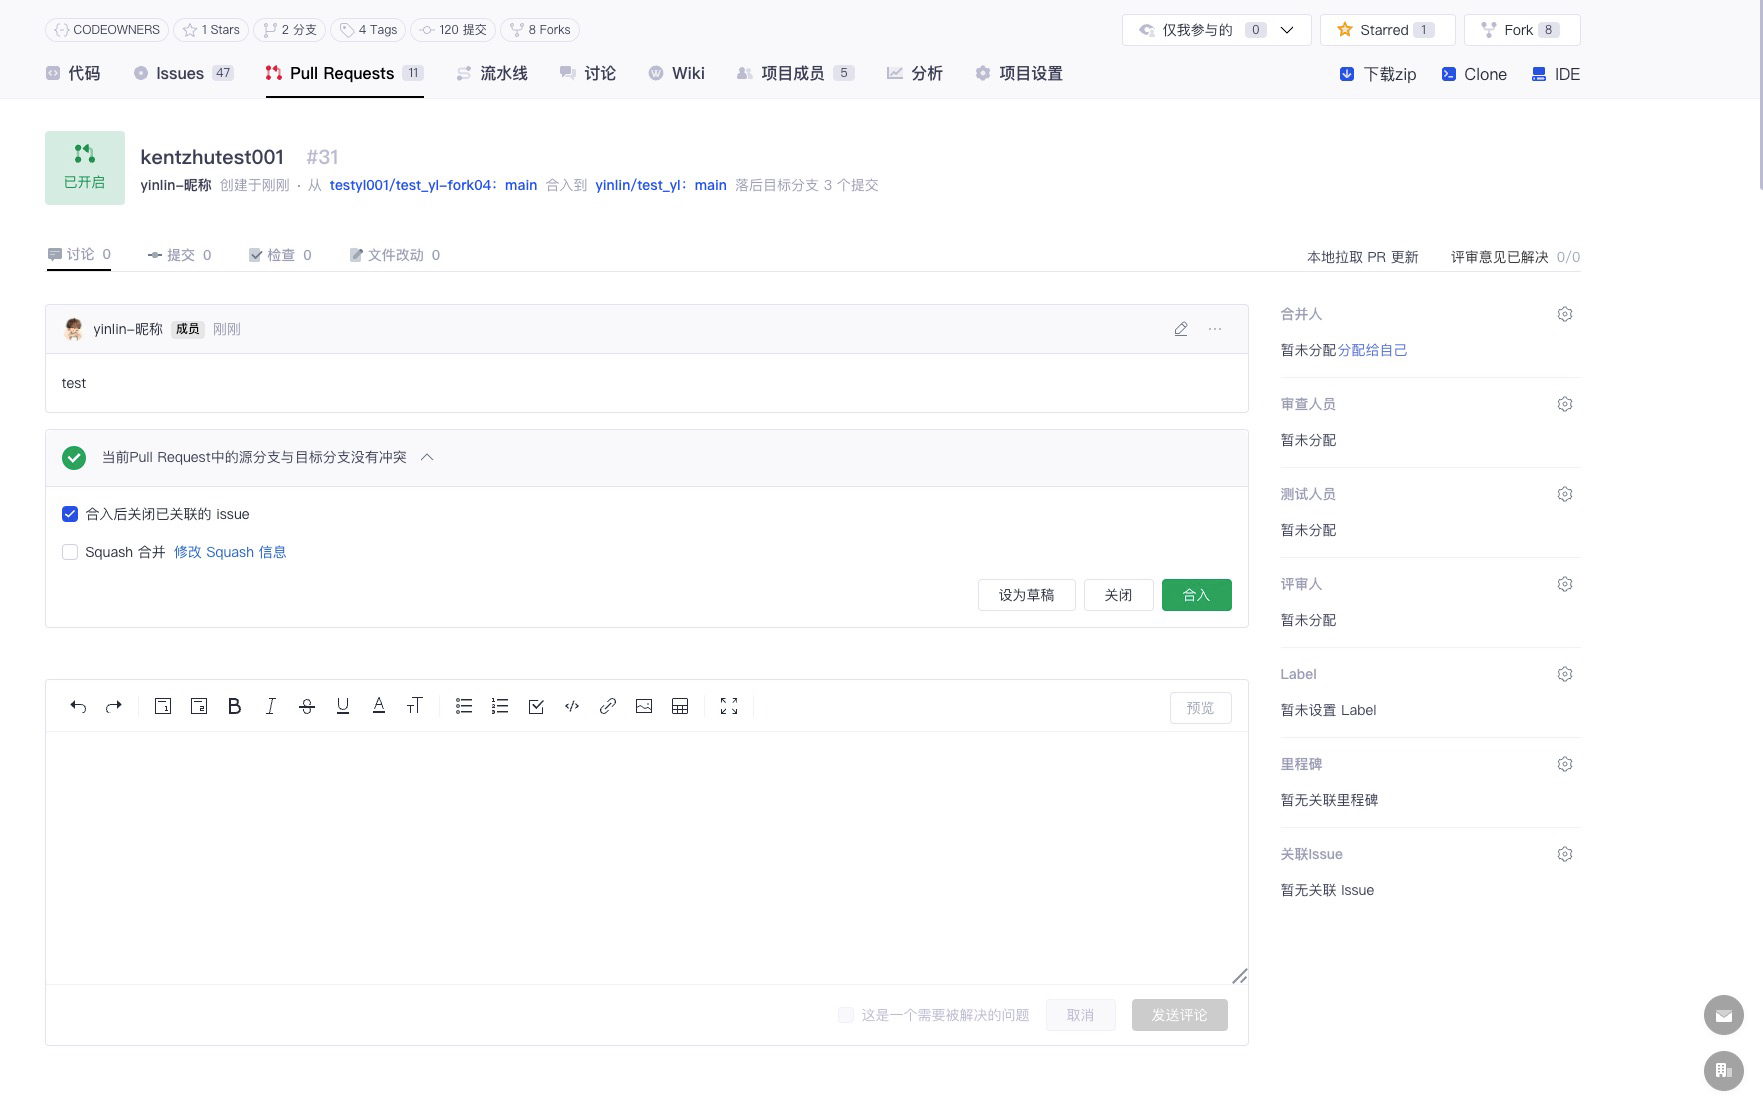 CODEOWNERS 1 Stars 2 分支 4 Tags 120 提交 8 Forks 仅我参与的 0 Starred 1 Fork 8
代码 Issues 47 Pull Requests 11 流水线 讨论 Wiki 项目成员 5 分析 项目设置 下载zip Clone IDE
已开启
kentzhutest001 #31
yinlin-昵称 创建于刚刚 · 从 testyl001/test_yl-fork04：main 合入到 yinlin/test_yl：main 落后目标分支 3 个提交
讨论 0 提交 0 检查 0 文件改动 0 本地拉取 PR 更新 评审意见已解决 0/0
yinlin-昵称 成员 刚刚
test
当前Pull Request中的源分支与目标分支没有冲突
合入后关闭已关联的 issue
Squash 合并 修改 Squash 信息
设为草稿 关闭 合入
预览
这是一个需要被解决的问题 取消 发送评论
合并人
暂未分配分配给自己
审查人员
暂未分配
测试人员
暂未分配
评审人
暂未分配
Label
暂未设置 Label
里程碑
暂无关联里程碑
关联Issue
暂无关联 Issue